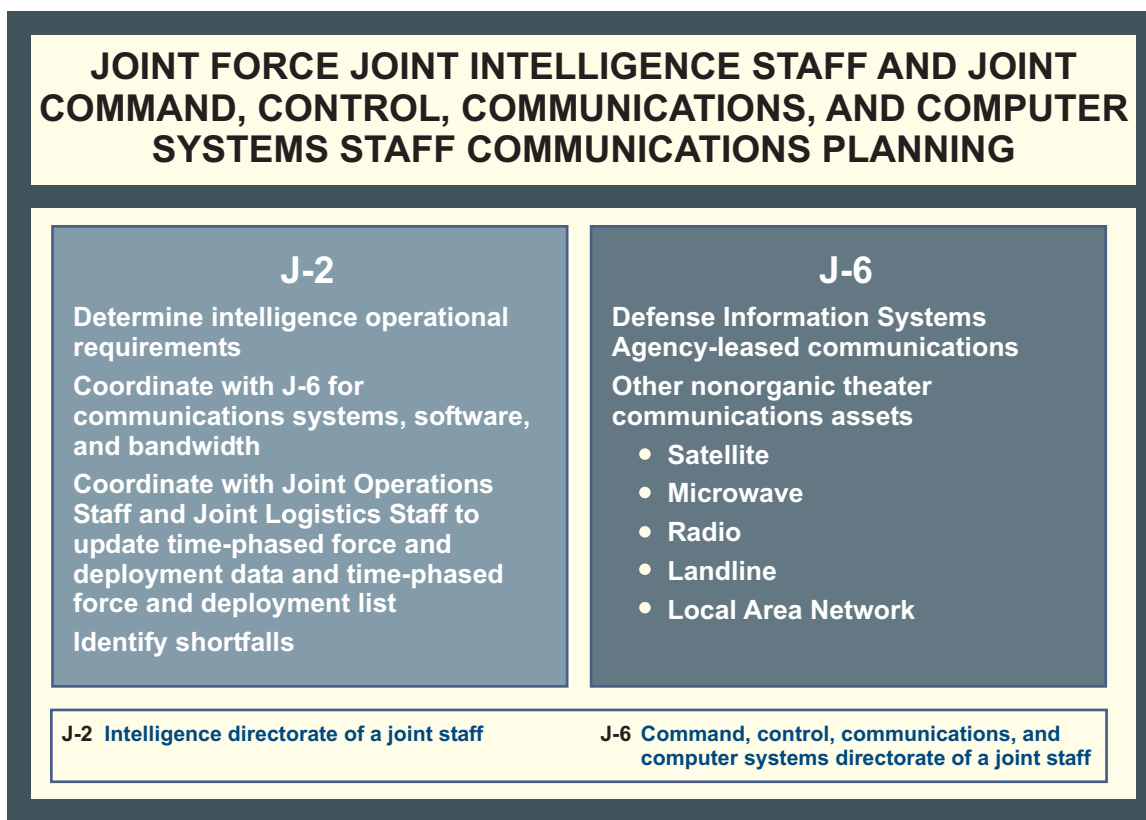 JOINT FORCE JOINT INTELLIGENCE STAFF AND JOINT
COMMAND, CONTROL, COMMUNICATIONS, AND COMPUTER
SYSTEMS STAFF COMMUNICATIONS PLANNING
J-2
Determine intelligence operational
requirements
Coordinate with J-6 for
communications systems, software,
and bandwidth
Coordinate with Joint Operations
Staff and Joint Logistics Staff to
update time-phased force and
deployment data and time-phased
force and deployment list
Identify shortfalls
J-6
Defense Information Systems
Agency-leased communications
Other nonorganic theater
communications assets
• Satellite
• Microwave
• Radio
• Landline
• Local Area Network
J-2 Intelligence directorate of a joint staff
J-6 Command, control, communications, and
computer systems directorate of a joint staff